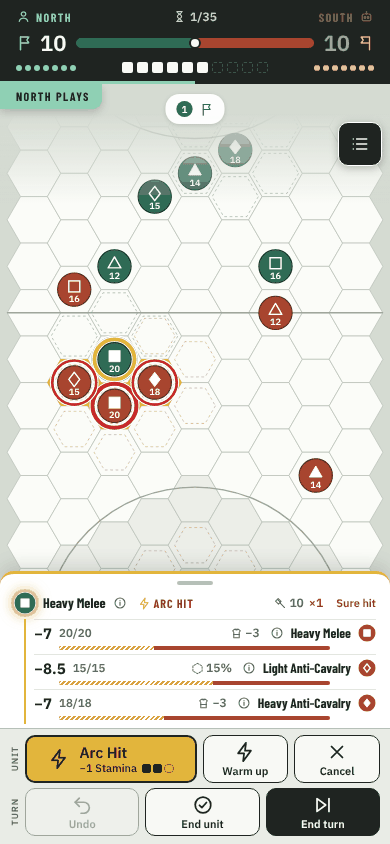 NORTH 1/35 SOUTH
10 10
NORTH PLAYS
1
18
14
15
12 16
16
12
20
15 18
20
14
Heavy Melee ARC HIT 10 ×1 Sure hit
−7 20/20 −3 Heavy Melee
−8.5 15/15 15% Light Anti-Cavalry
−7 18/18 −3 Heavy Anti-Cavalry
UNIT
Arc Hit
−1 Stamina
Warm up
Cancel
TURN
Undo
End unit
End turn